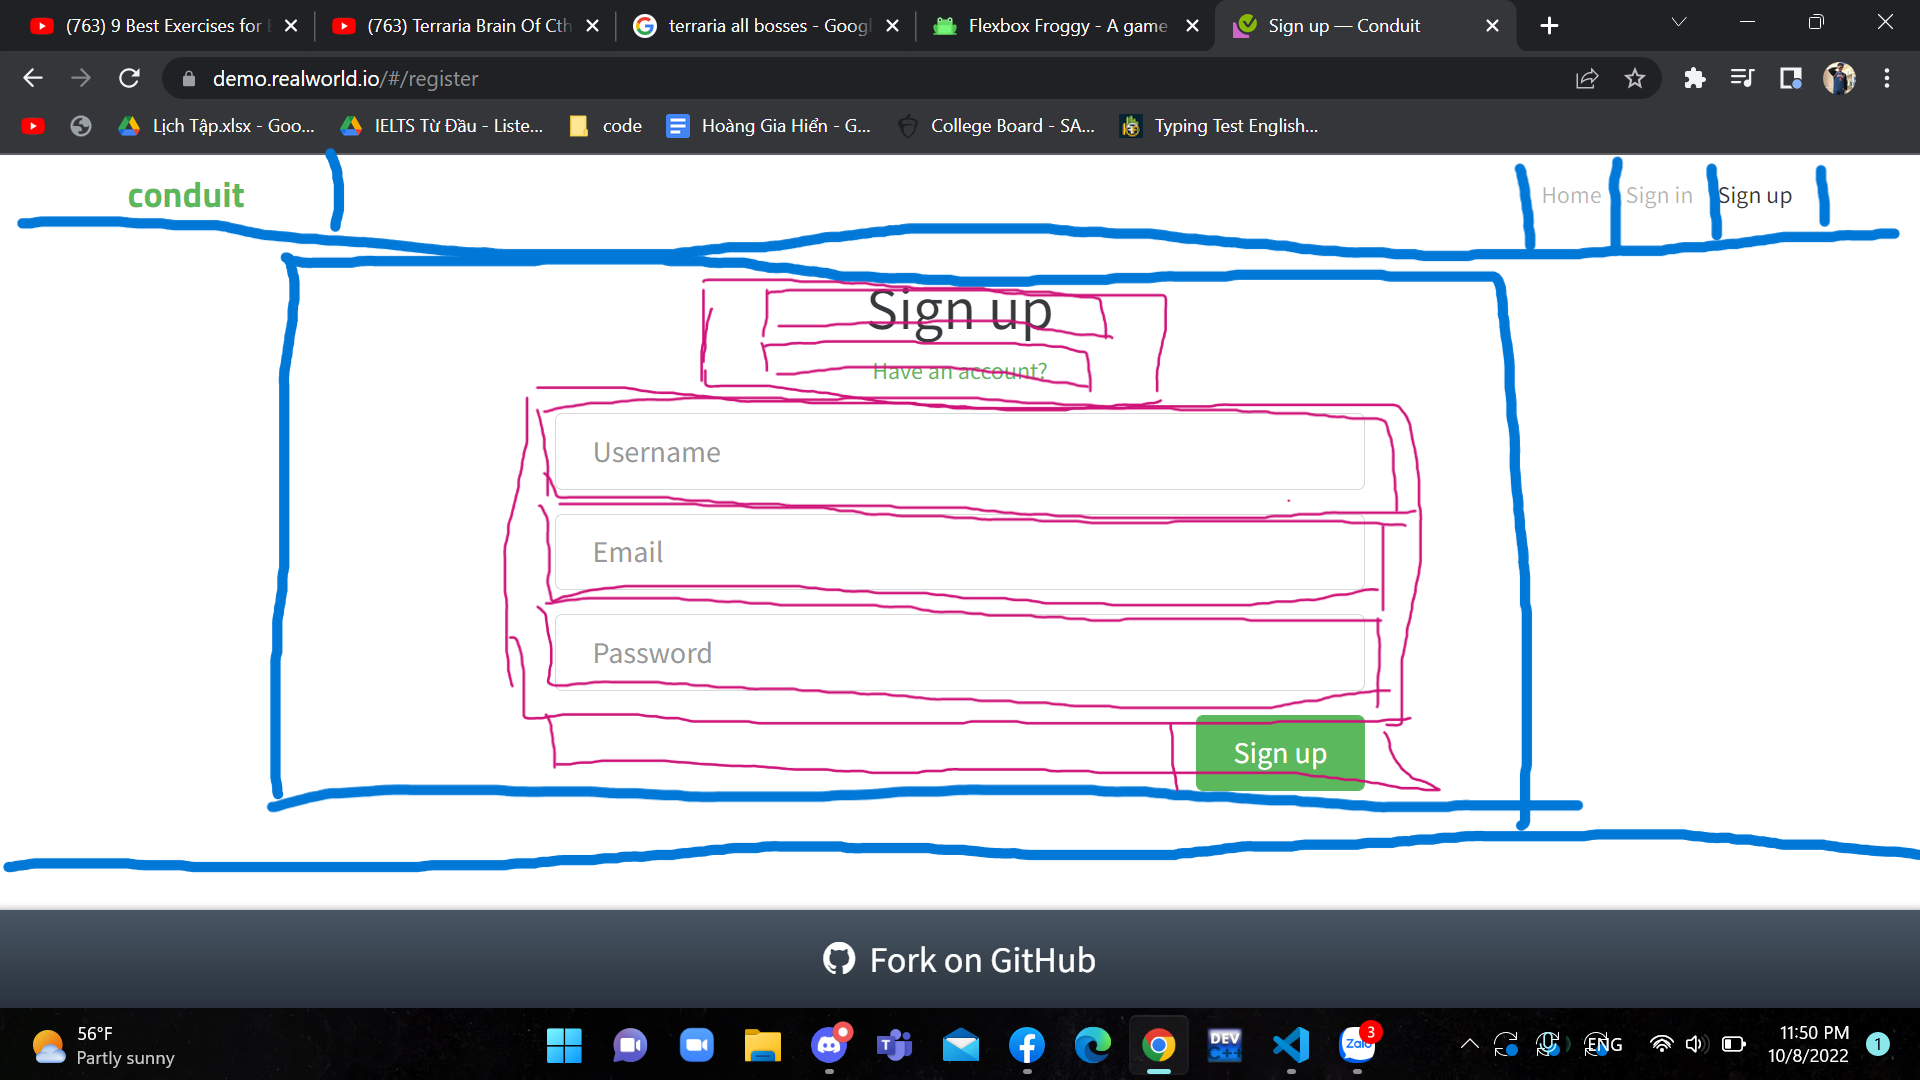 (763) 9 Best Exercises for
(763) Terraria Brain Of Cth
terraria all bosses - Googl
Flexbox Froggy - A game
Sign up — Conduit
demo.realworld.io/#/register
Lịch Tập.xlsx - Goo...
IELTS Từ Đầu - Liste...
code
Hoàng Gia Hiển - G...
College Board - SA...
Typing Test English...
conduit
Home
Sign in
Sign up
Sign up
Have an account?
Username
Email
Password
Sign up
Fork on GitHub
56°F
Partly sunny
DEV
C++
Zalo
3
ENG
11:50 PM
10/8/2022
1